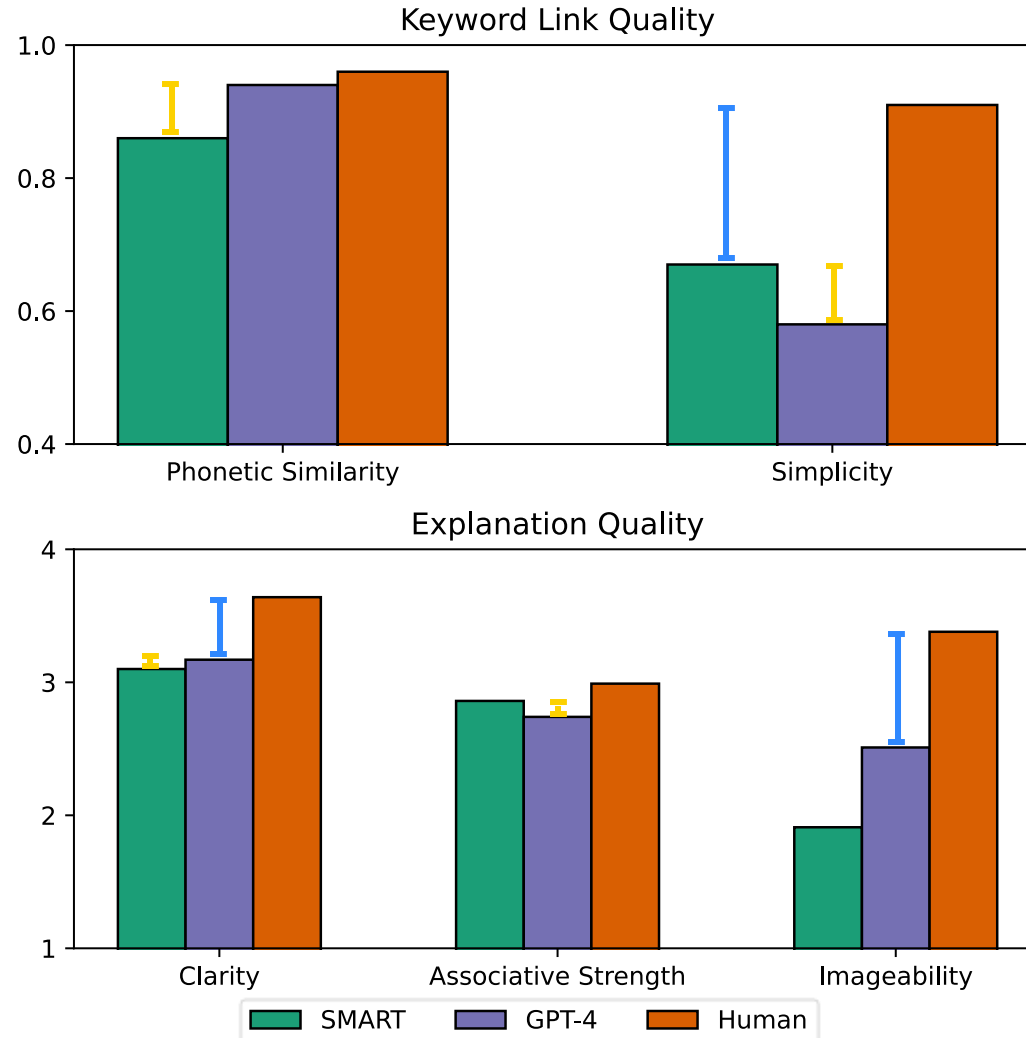 Keyword Link Quality
1.0
0.8
0.6
0.4
Phonetic Similarity Simplicity
Explanation Quality
4
3
2
1
Clarity Associative Strength Imageability
SMART GPT-4 Human